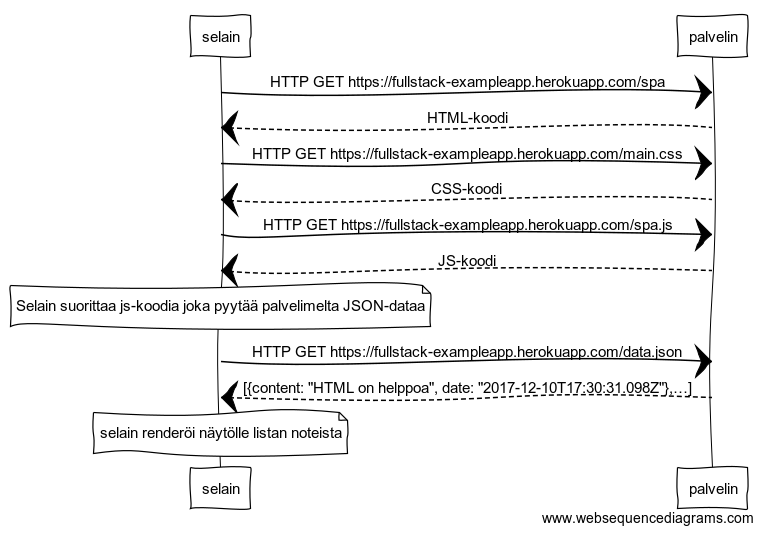 selain
palvelin
HTTP GET https://fullstack-exampleapp.herokuapp.com/spa
HTML-koodi
HTTP GET https://fullstack-exampleapp.herokuapp.com/main.css
CSS-koodi
HTTP GET https://fullstack-exampleapp.herokuapp.com/spa.js
JS-koodi
Selain suorittaa js-koodia joka pyytää palvelimelta JSON-dataa
HTTP GET https://fullstack-exampleapp.herokuapp.com/data.json
[{content: "HTML on helppoa", date: "2017-12-10T17:30:31.098Z"},…]
selain renderöi näytölle listan noteista
selain
palvelin
www.websequencediagrams.com